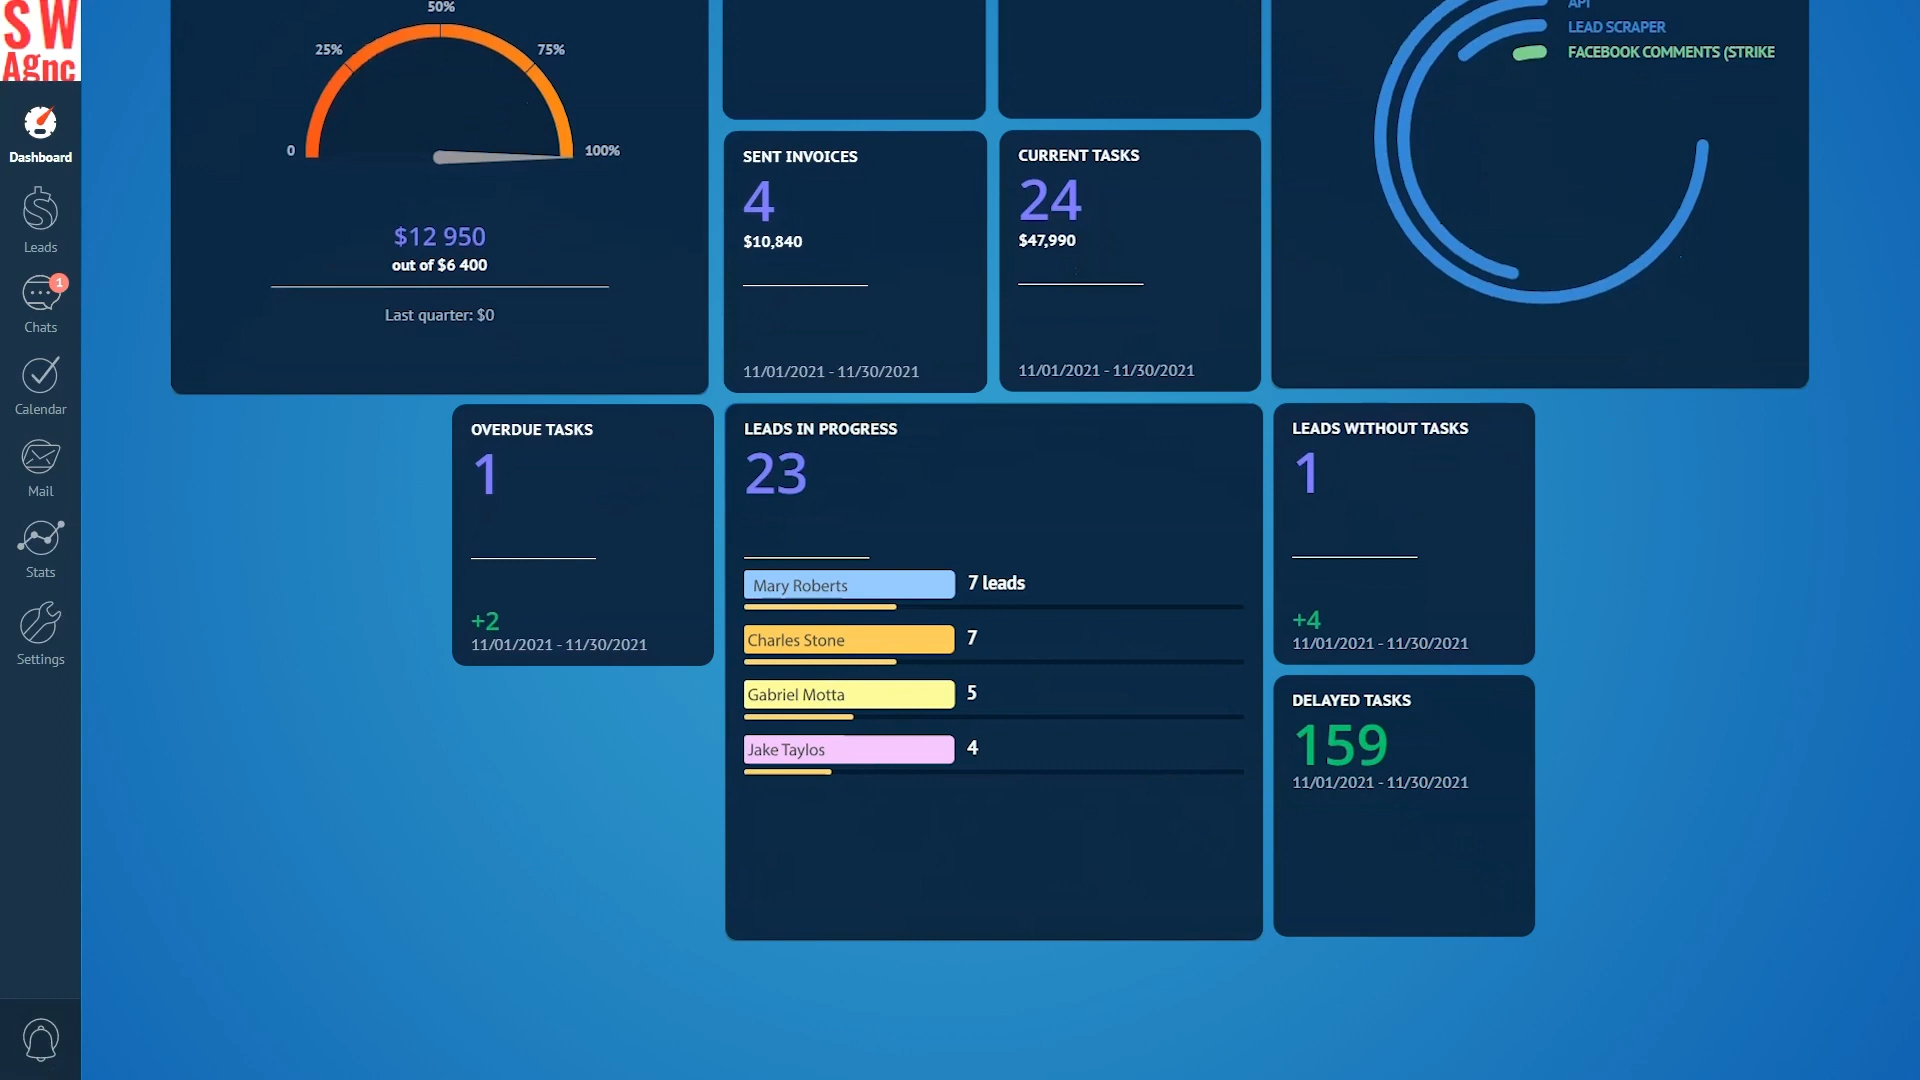 SW
Agnc
Dashboard
Leads
1
Chats
Calendar
Mail
Stats
Settings
50%
25%
75%
0
100%
$12 950
out of $6 400
Last quarter: $0
SENT INVOICES
4
$10,840
11/01/2021 - 11/30/2021
CURRENT TASKS
24
$47,990
11/01/2021 - 11/30/2021
API
LEAD SCRAPER
FACEBOOK COMMENTS (STRIKE
OVERDUE TASKS
1
+2
11/01/2021 - 11/30/2021
LEADS IN PROGRESS
23
Mary Roberts 7 leads
Charles Stone 7
Gabriel Motta 5
Jake Taylos 4
LEADS WITHOUT TASKS
1
+4
11/01/2021 - 11/30/2021
DELAYED TASKS
159
11/01/2021 - 11/30/2021